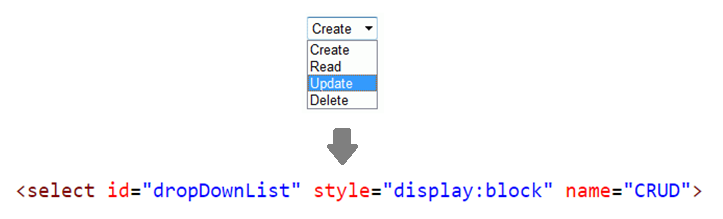 Create
Create
Read
Update
Delete
<select id="dropDownList" style="display:block" name="CRUD">